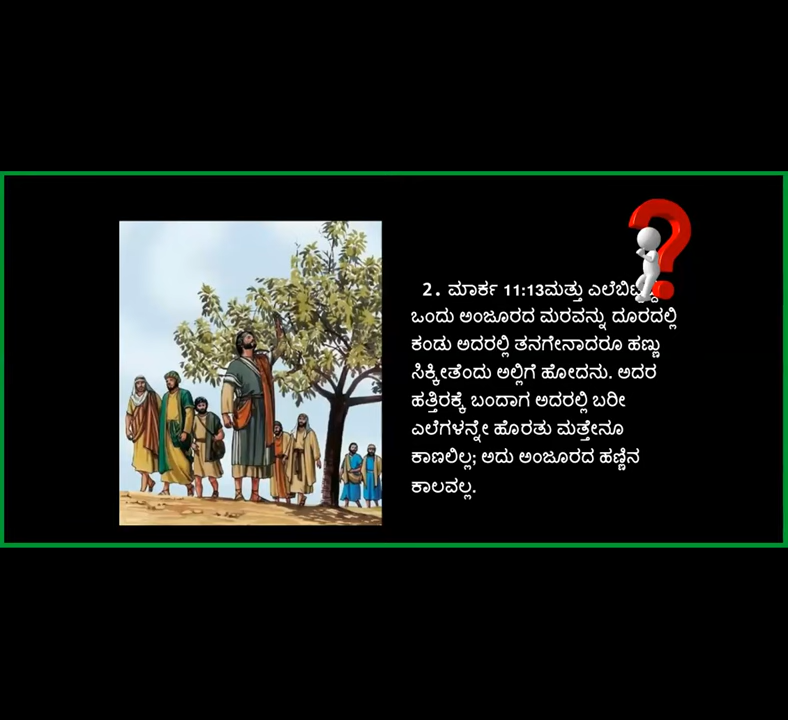 2. ಮಾರ್ಕ 11:13ಮತ್ತು
ಒಂದು ಅಂಜೂರದ ಮರವನ್ನು ದೂರದಲ್ಲಿ
ಕಂಡು ಅದರಲ್ಲಿ ತನಗೇನಾದರೂ ಹಣ್ಣು
ಸಿಕ್ಕೀತೆಂದು ಅಲ್ಲಿಗೆ ಹೋದನು. ಅದರ
ಹತ್ತಿರಕ್ಕೆ ಬಂದಾಗ ಅದರಲ್ಲಿ ಬರೀ
ಎಲೆಗಳನ್ನೇ ಹೊರತು ಮತ್ತೇನೂ
ಕಾಣಲಿಲ್ಲ; ಅದು ಅಂಜೂರದ ಹಣ್ಣಿನ
ಕಾಲವಲ್ಲ.